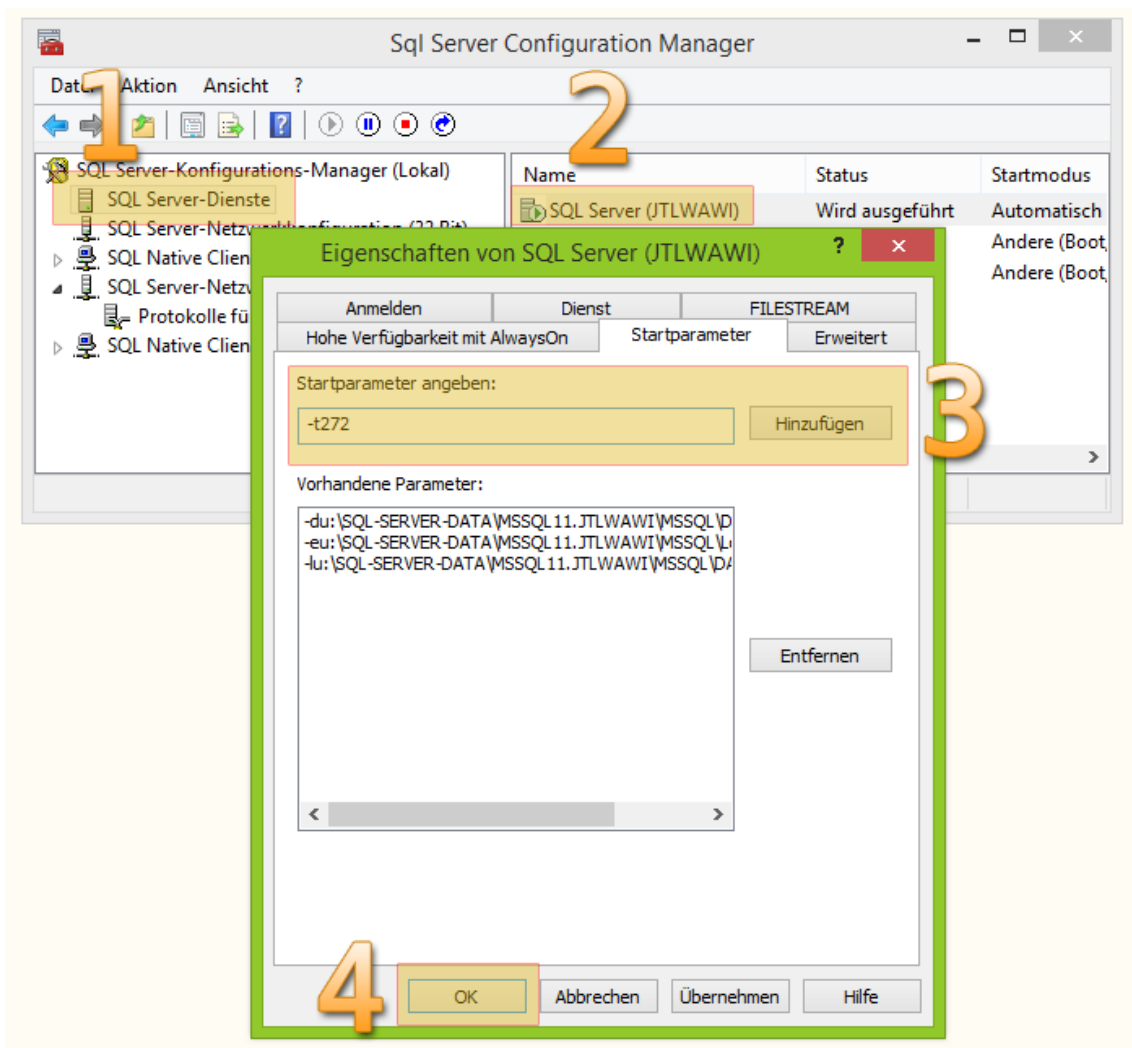 Sql Server Configuration Manager
Aktion Ansicht ?
1
2
SQL Server-Konfigurations-Manager (Lokal)
Name Status Startmodus
SQL Server-Dienste
SQL Server (JTLWAWI) Wird ausgeführt Automatisch
SQL Server-Netzwerkkonfiguration (32 Bit)
Andere (Boot,
SQL Native Clien
Andere (Boot,
SQL Server-Netzw
Protokolle fü
SQL Native Clien
Eigenschaften von SQL Server (JTLWAWI) ?
Anmelden Dienst FILESTREAM
Hohe Verfügbarkeit mit AlwaysOn Startparameter Erweitert
Startparameter angeben:
-t272 Hinzufügen
3
Vorhandene Parameter:
-du:\SQL-SERVER-DATA\MSSQL11.JTLWAWI\MSSQL\D
-eu:\SQL-SERVER-DATA\MSSQL11.JTLWAWI\MSSQL\L
-lu:\SQL-SERVER-DATA\MSSQL11.JTLWAWI\MSSQL\DA
Entfernen
4
OK Abbrechen Übernehmen Hilfe